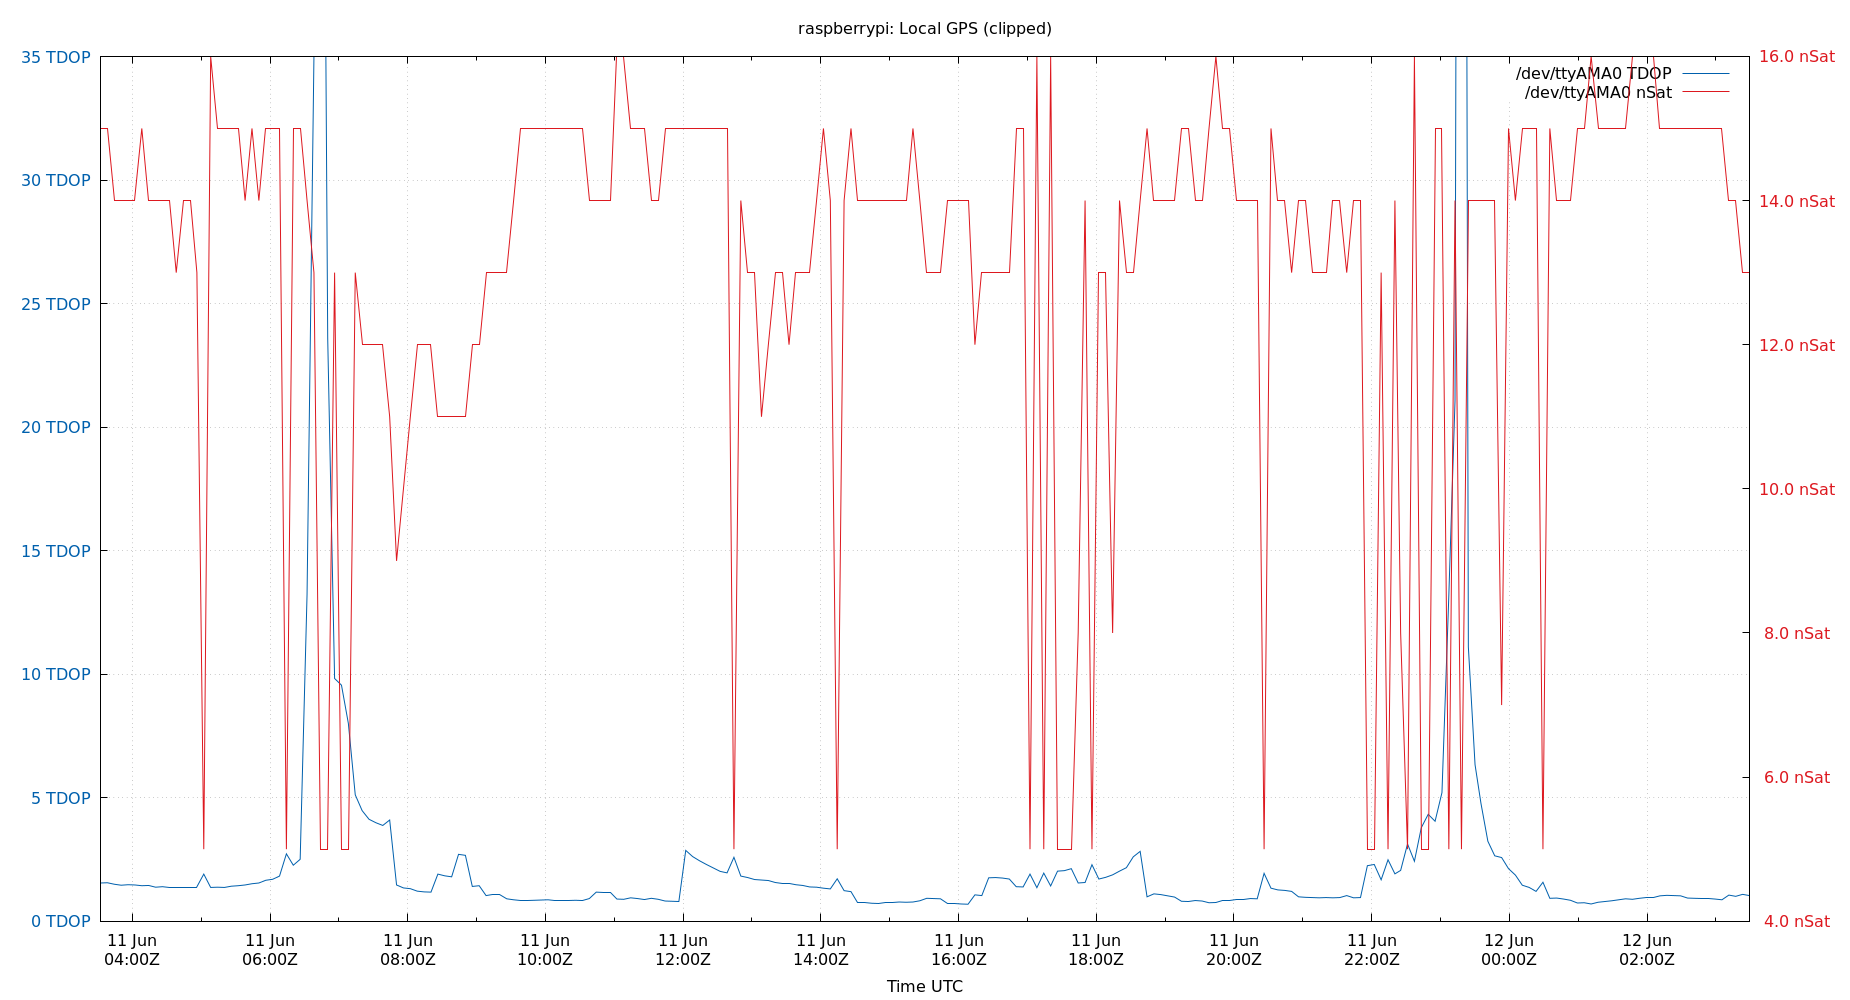 raspberrypi: Local GPS (clipped)
35 TDOP
30 TDOP
25 TDOP
20 TDOP
15 TDOP
10 TDOP
5 TDOP
0 TDOP
16.0 nSat
14.0 nSat
12.0 nSat
10.0 nSat
8.0 nSat
6.0 nSat
4.0 nSat
/dev/ttyAMA0 TDOP
/dev/ttyAMA0 nSat
11 Jun
04:00Z
11 Jun
06:00Z
11 Jun
08:00Z
11 Jun
10:00Z
11 Jun
12:00Z
11 Jun
14:00Z
11 Jun
16:00Z
11 Jun
18:00Z
11 Jun
20:00Z
11 Jun
22:00Z
12 Jun
00:00Z
12 Jun
02:00Z
Time UTC